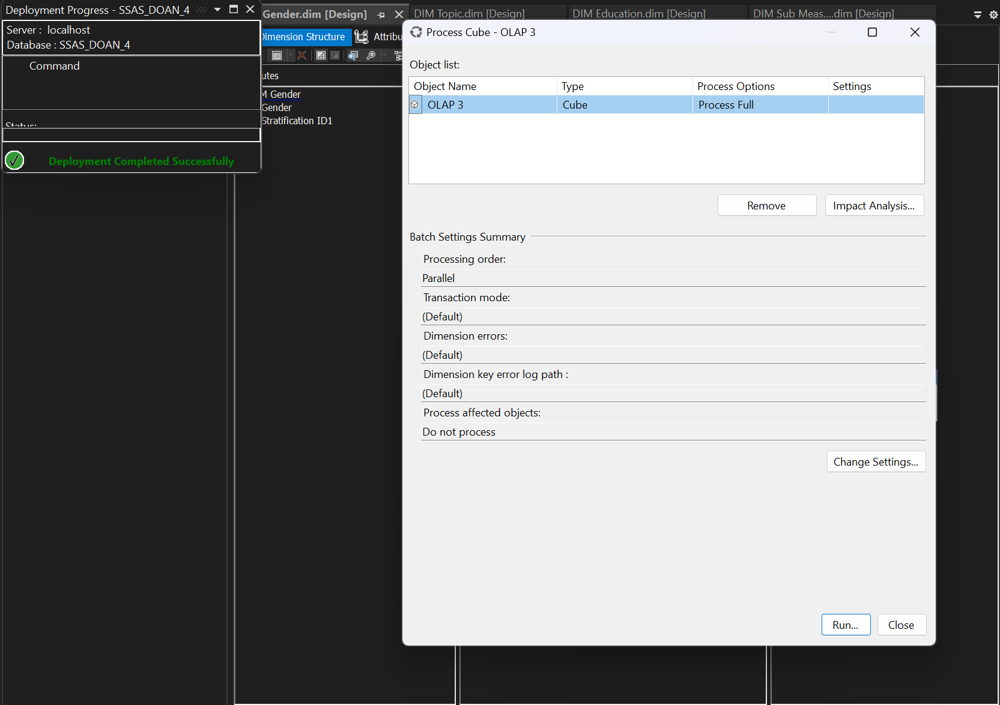 Deployment Progress - SSAS_DOAN_4
Server : localhost
Database : SSAS_DOAN_4
Command
Status:
Deployment Completed Successfully
Gender.dim [Design]
DIM Topic.dim [Design]
DIM Education.dim [Design]
DIM Sub Meas....dim [Design]
Dimension Structure
Attribu
utes
M Gender
Gender
Stratification ID1
Process Cube - OLAP 3
Object list:
Object Name Type Process Options Settings
OLAP 3 Cube Process Full
Remove
Impact Analysis...
Batch Settings Summary
Processing order:
Parallel
Transaction mode:
(Default)
Dimension errors:
(Default)
Dimension key error log path :
(Default)
Process affected objects:
Do not process
Change Settings...
Run...
Close